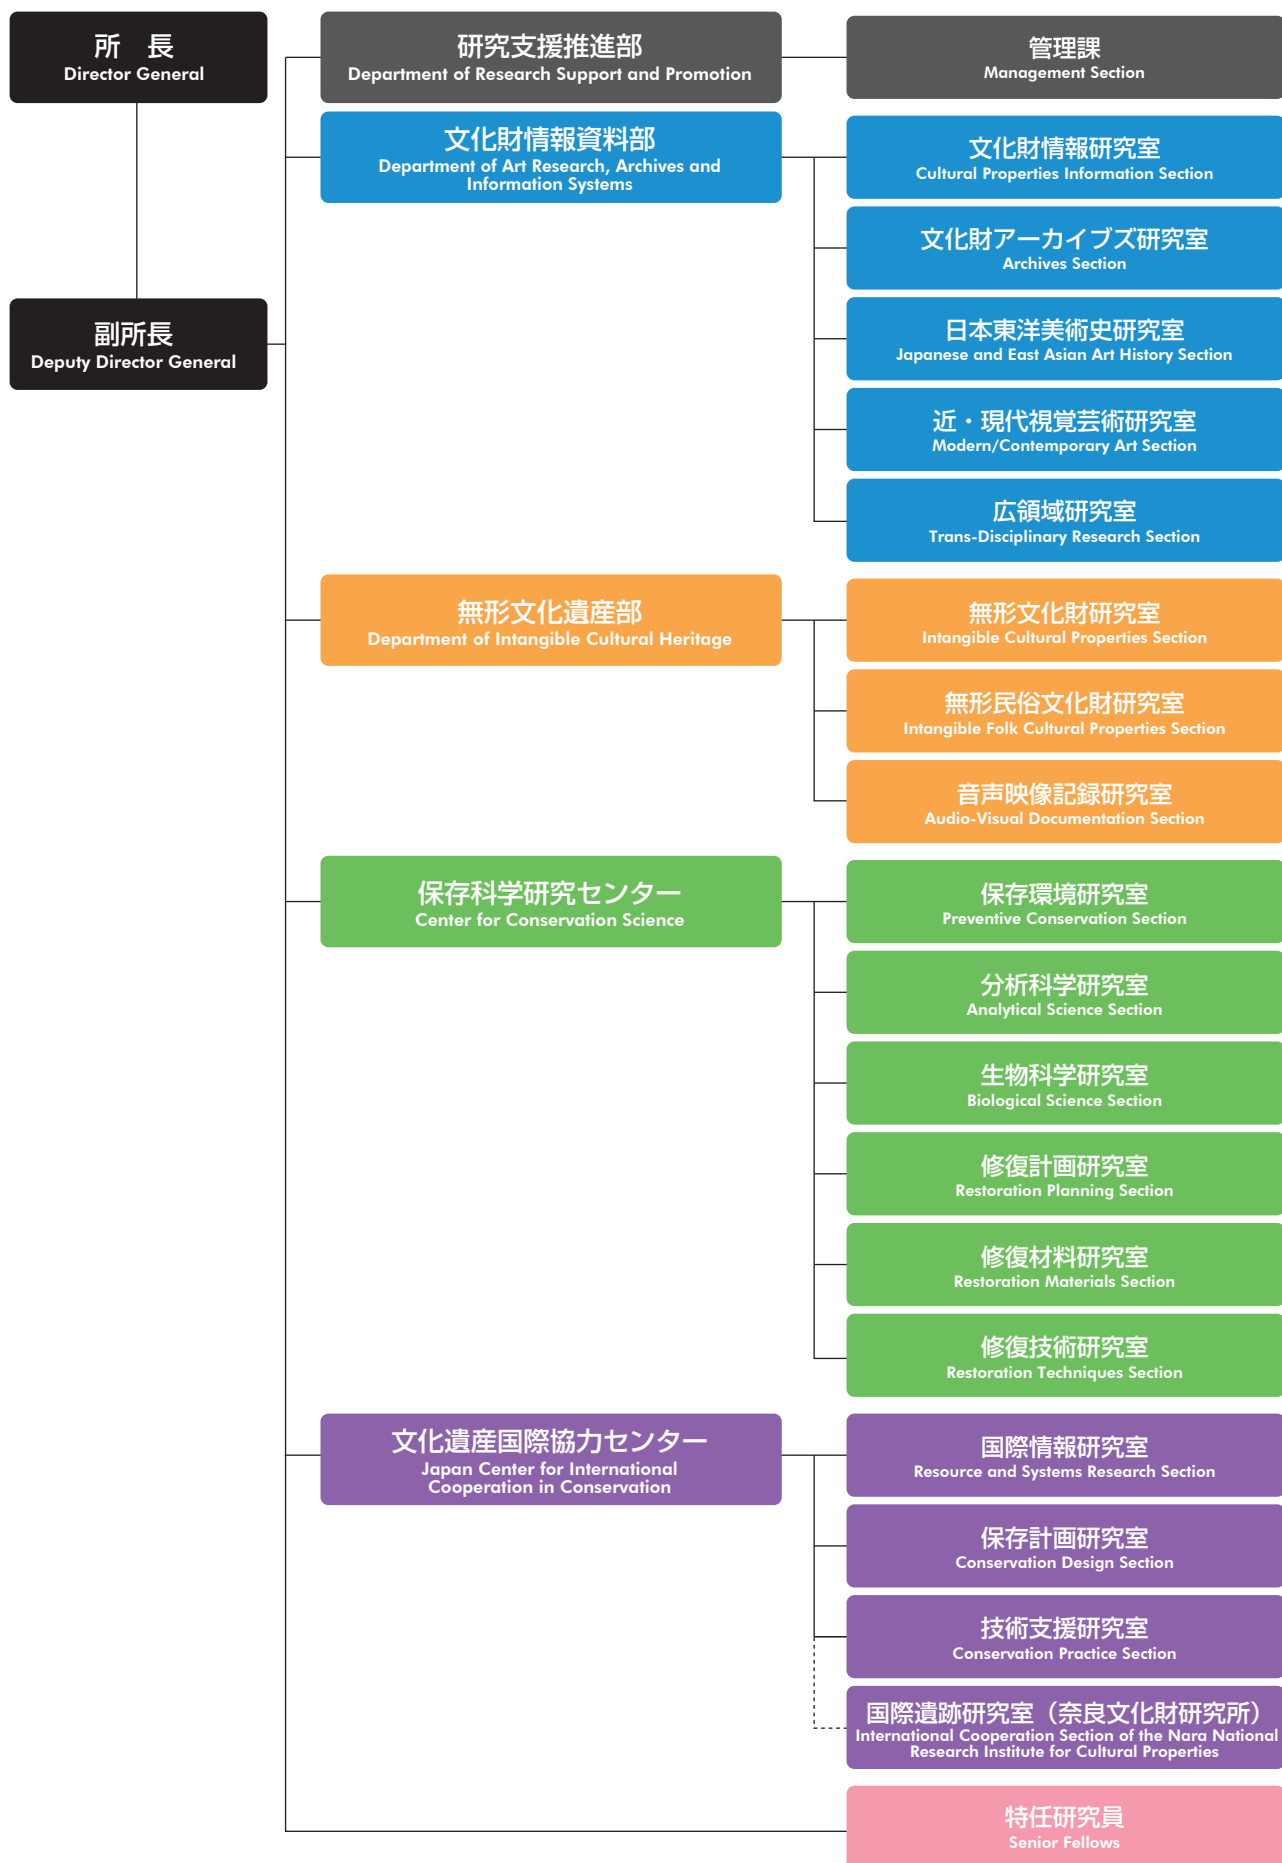 所　長
Director General
副所長
Deputy Director General
研究支援推進部
Department of Research Support and Promotion
管理課
Management Section
文化財情報資料部
Department of Art Research, Archives and
Information Systems
文化財情報研究室
Cultural Properties Information Section
文化財アーカイブズ研究室
Archives Section
日本東洋美術史研究室
Japanese and East Asian Art History Section
近・現代視覚芸術研究室
Modern/Contemporary Art Section
広領域研究室
Trans-Disciplinary Research Section
無形文化遺産部
Department of Intangible Cultural Heritage
無形文化財研究室
Intangible Cultural Properties Section
無形民俗文化財研究室
Intangible Folk Cultural Properties Section
音声映像記録研究室
Audio-Visual Documentation Section
保存科学研究センター
Center for Conservation Science
保存環境研究室
Preventive Conservation Section
分析科学研究室
Analytical Science Section
生物科学研究室
Biological Science Section
修復計画研究室
Restoration Planning Section
修復材料研究室
Restoration Materials Section
修復技術研究室
Restoration Techniques Section
文化遺産国際協力センター
Japan Center for International
Cooperation in Conservation
国際情報研究室
Resource and Systems Research Section
保存計画研究室
Conservation Design Section
技術支援研究室
Conservation Practice Section
国際遺跡研究室（奈良文化財研究所）
International Cooperation Section of the Nara National
Research Institute for Cultural Properties
特任研究員
Senior Fellows